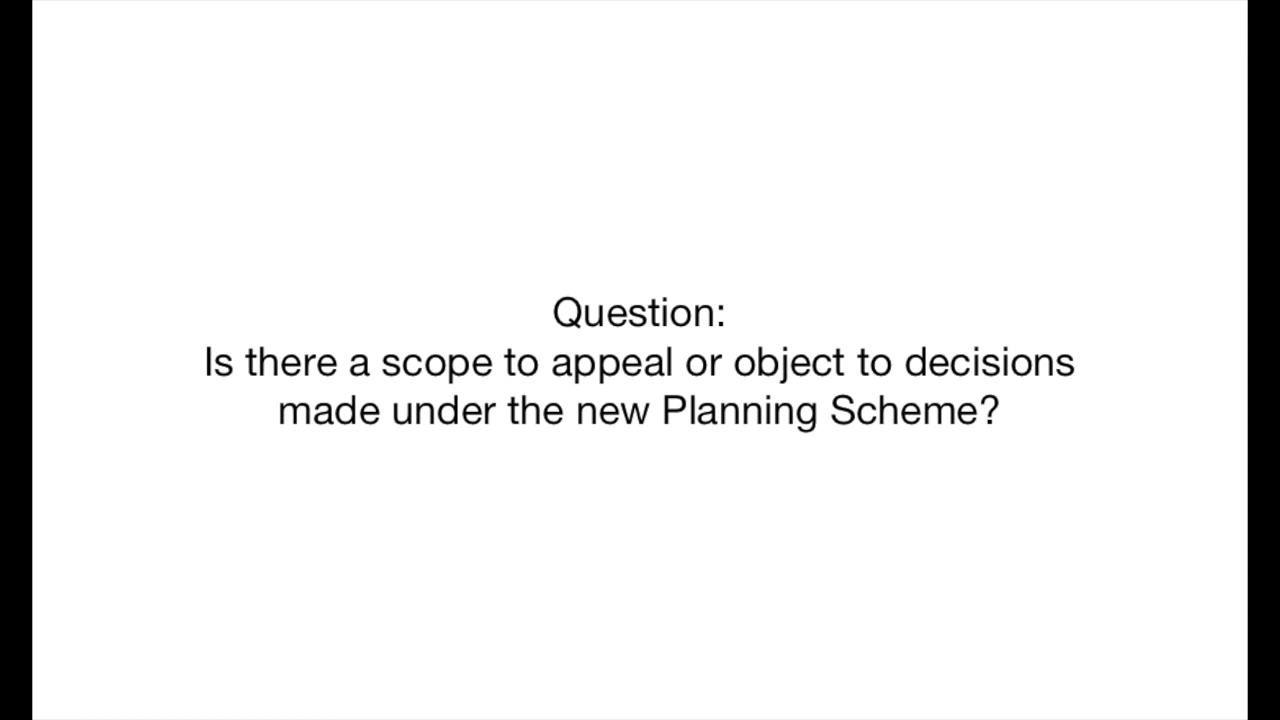 Question:
Is there a scope to appeal or object to decisions
made under the new Planning Scheme?